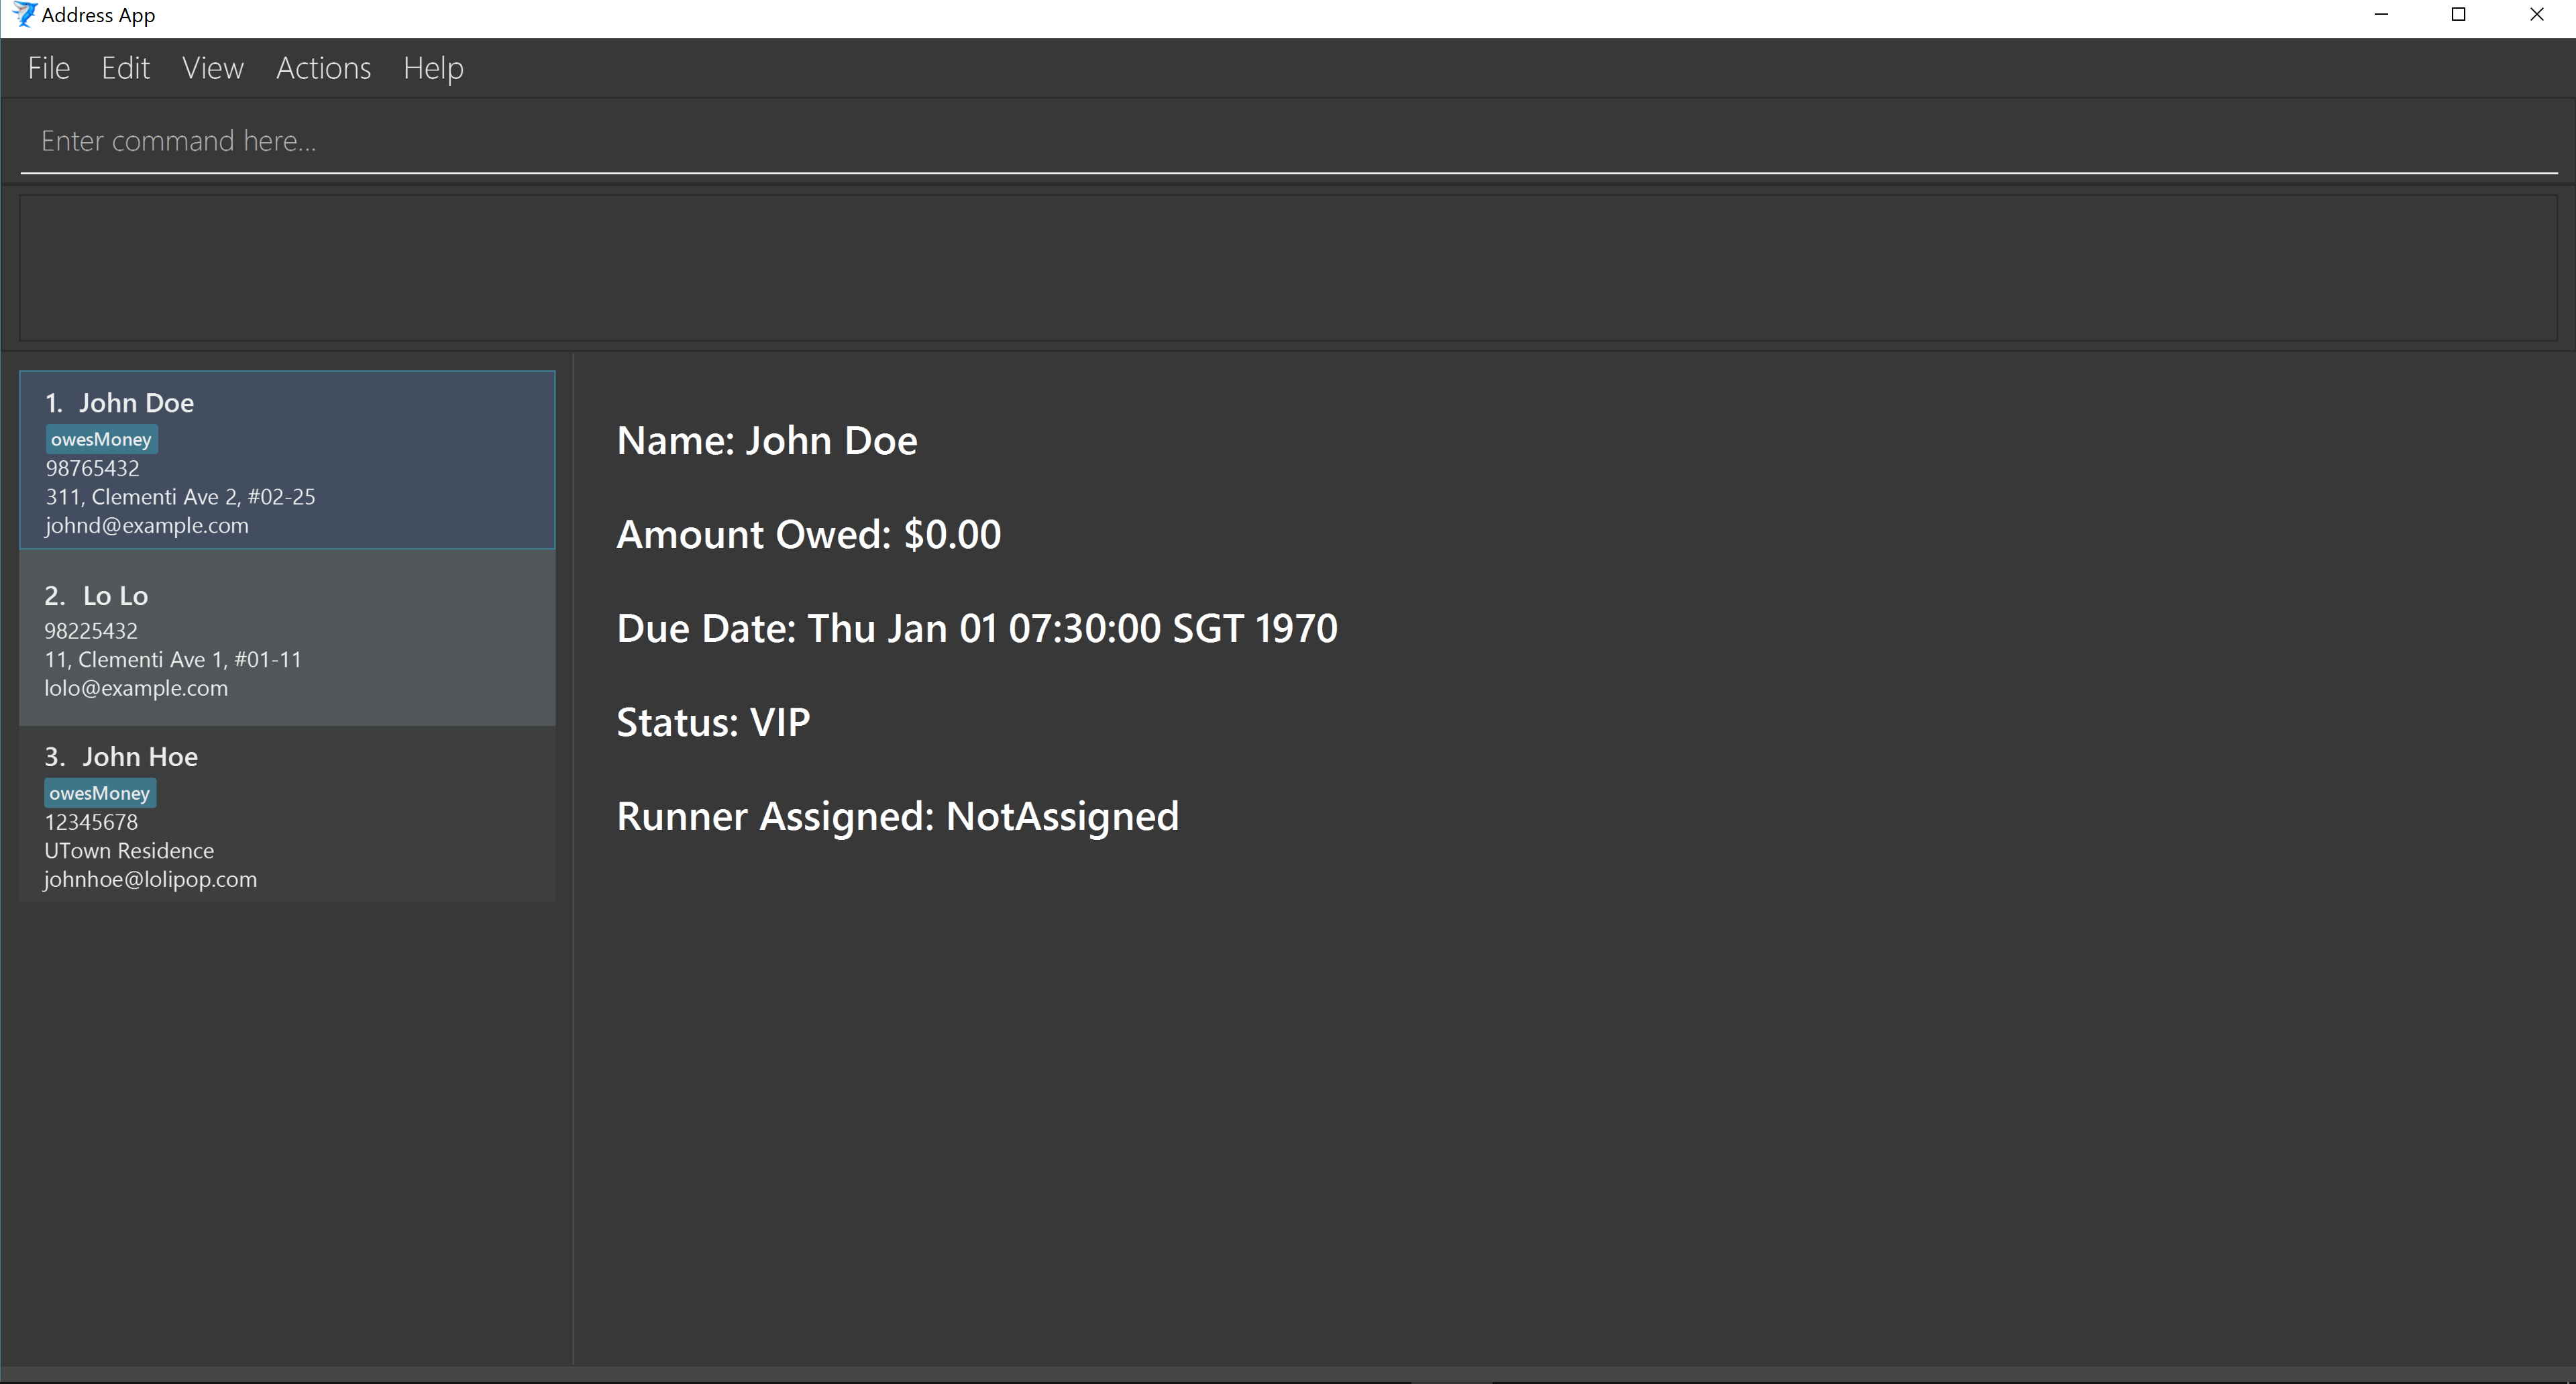 Address App
File Edit View Actions Help
Enter command here...
1. John Doe
owesMoney
98765432
311, Clementi Ave 2, #02-25
johnd@example.com
2. Lo Lo
98225432
11, Clementi Ave 1, #01-11
lolo@example.com
3. John Hoe
owesMoney
12345678
UTown Residence
johnhoe@lolipop.com
Name: John Doe
Amount Owed: $0.00
Due Date: Thu Jan 01 07:30:00 SGT 1970
Status: VIP
Runner Assigned: NotAssigned